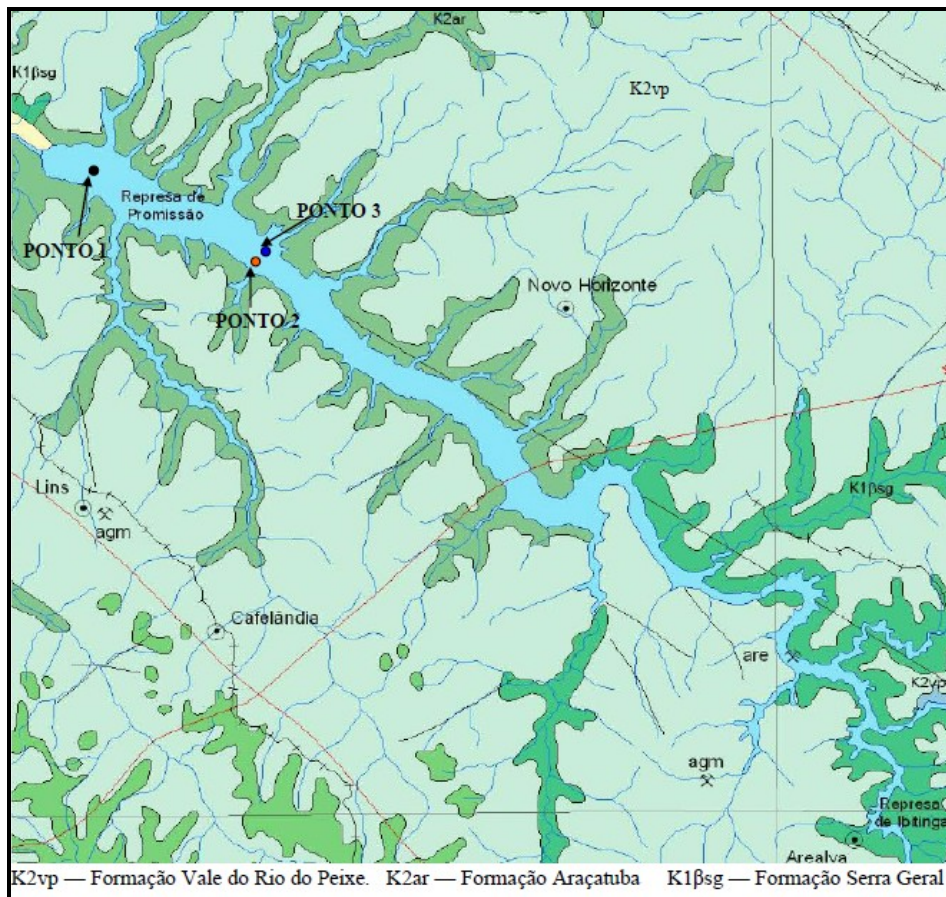 K2ar
K1βsg
K2vp
Represa de
Promissão
PONTO 3
PONTO 1
PONTO 2
Novo Horizonte
Lins
agm
K1βsg
Cafelândia
are
K2vp
agm
Represa
de Ibitinga
Arealva
K2vp — Formação Vale do Rio do Peixe. K2ar — Formação Araçatuba K1βsg — Formação Serra Geral